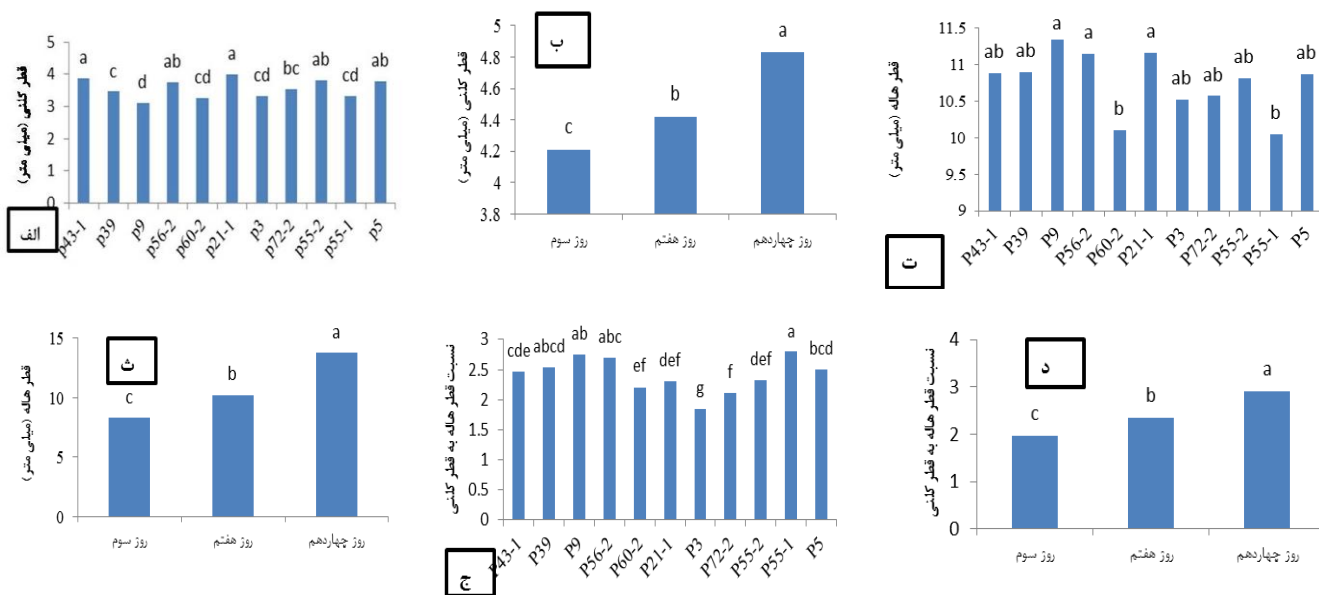 قطر کلنی (میلی متر)
5
4
3
2
1
0
a
c
d
ab
cd
a
cd
bc
ab
cd
ab
p43-1
p39
p9
p56-2
p60-2
p21-1
p3
p72-2
p55-2
p55-1
p5
الف
ب
قطر کلنی (میلی متر)
5
4.8
4.6
4.4
4.2
4
3.8
c
b
a
روز سوم
روز هفتم
روز چهاردهم
قطر هاله (میلی متر)
11.5
11
10.5
10
9.5
9
ab
ab
a
a
b
a
ab
ab
ab
b
ab
P43-1
P39
P9
P56-2
P60-2
P21-1
P3
P72-2
P55-2
P55-1
P5
ت
ث
قطر هاله (میلی متر)
15
10
5
0
c
b
a
روز سوم
روز هفتم
روز چهاردهم
نسبت قطر هاله به قطر کلنی
3
2.5
2
1.5
1
0.5
0
cde
abcd
ab
abc
ef
def
g
f
def
a
bcd
P43-1
P39
P9
P56-2
P60-2
P21-1
P3
P72-2
P55-2
P55-1
P5
ج
د
نسبت قطر هاله به قطر کلنی
4
3
2
1
0
c
b
a
روز سوم
روز هفتم
روز چهاردهم